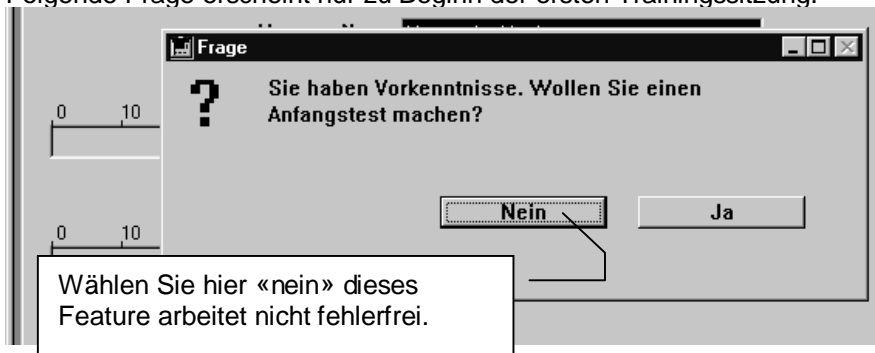 Folgende Frage erscheint nur zu Beginn der ersten Trainingssitzung.
Frage
Sie haben Vorkenntnisse. Wollen Sie einen
Anfangstest machen?
0 10
Nein Ja
0 10
Wählen Sie hier «nein» dieses
Feature arbeitet nicht fehlerfrei.